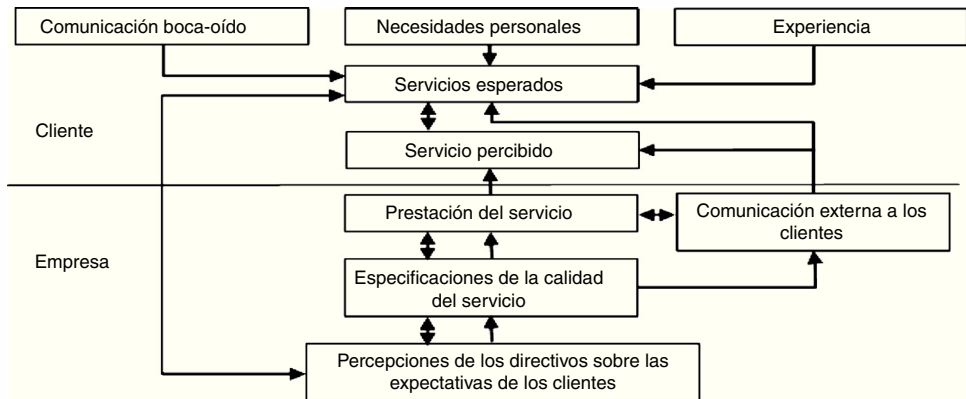 Comunicación boca-oído
Necesidades personales
Experiencia
Servicios esperados
Cliente
Servicio percibido
Prestación del servicio
Comunicación externa a los
clientes
Empresa
Especificaciones de la calidad
del servicio
Percepciones de los directivos sobre las
expectativas de los clientes